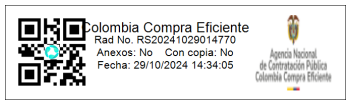 Colombia Compra Eficiente
Rad No. RS20241029014770
Anexos: No Con copia: No
Fecha: 29/10/2024 14:34:05
Agencia Nacional
de Contratación Pública
Colombia Compra Eficiente